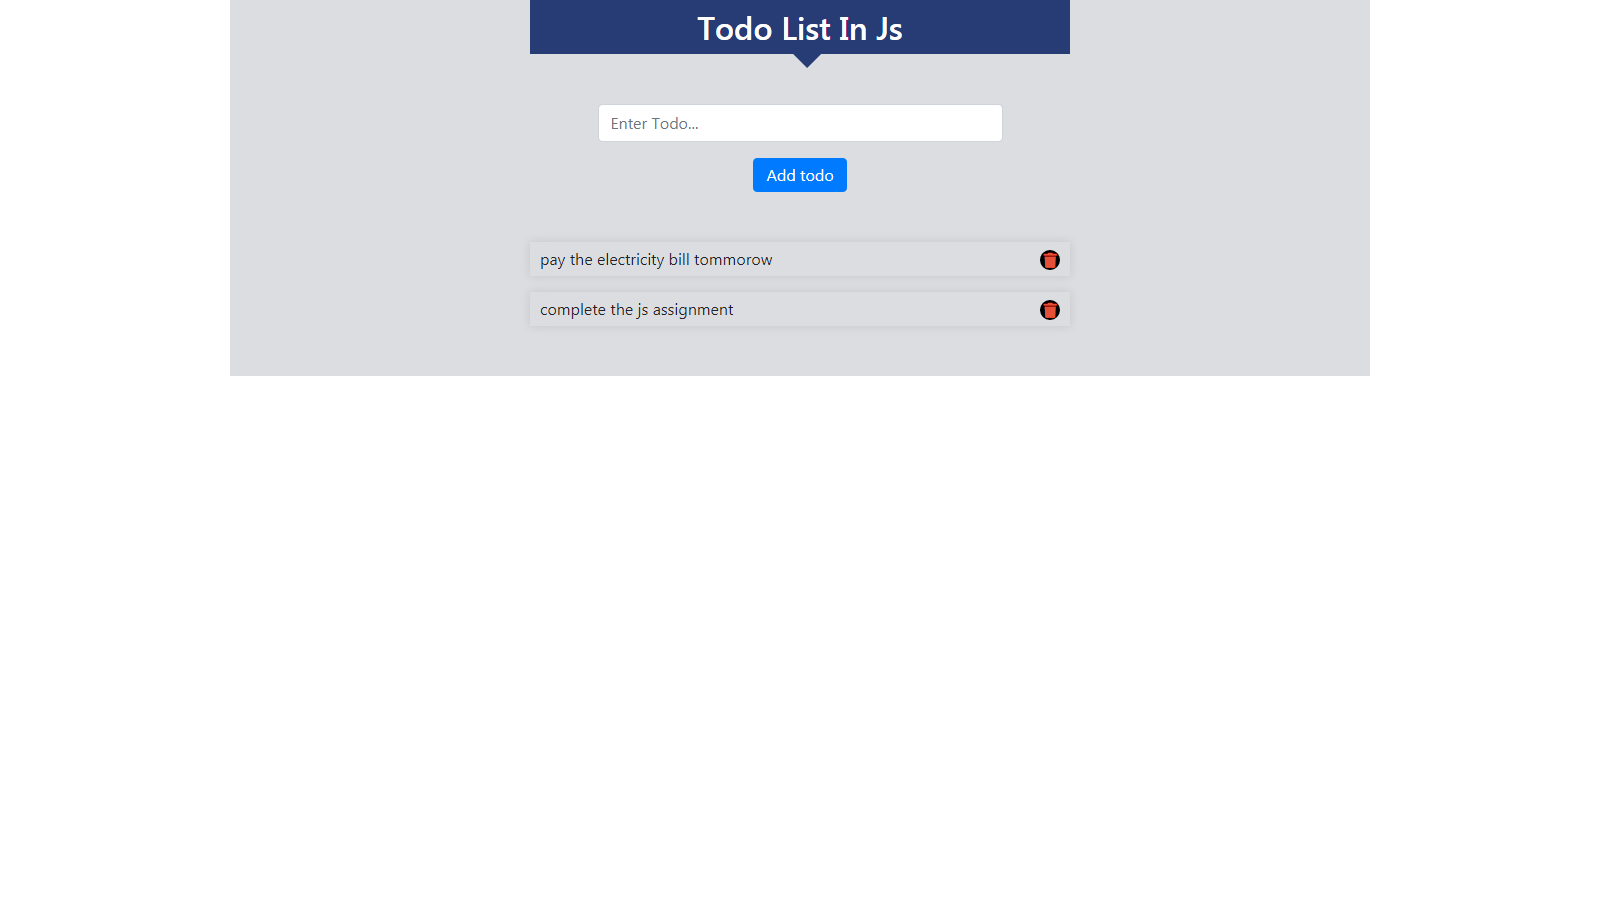 Todo List In Js
Enter Todo...
Add todo
pay the electricity bill tommorow
complete the js assignment